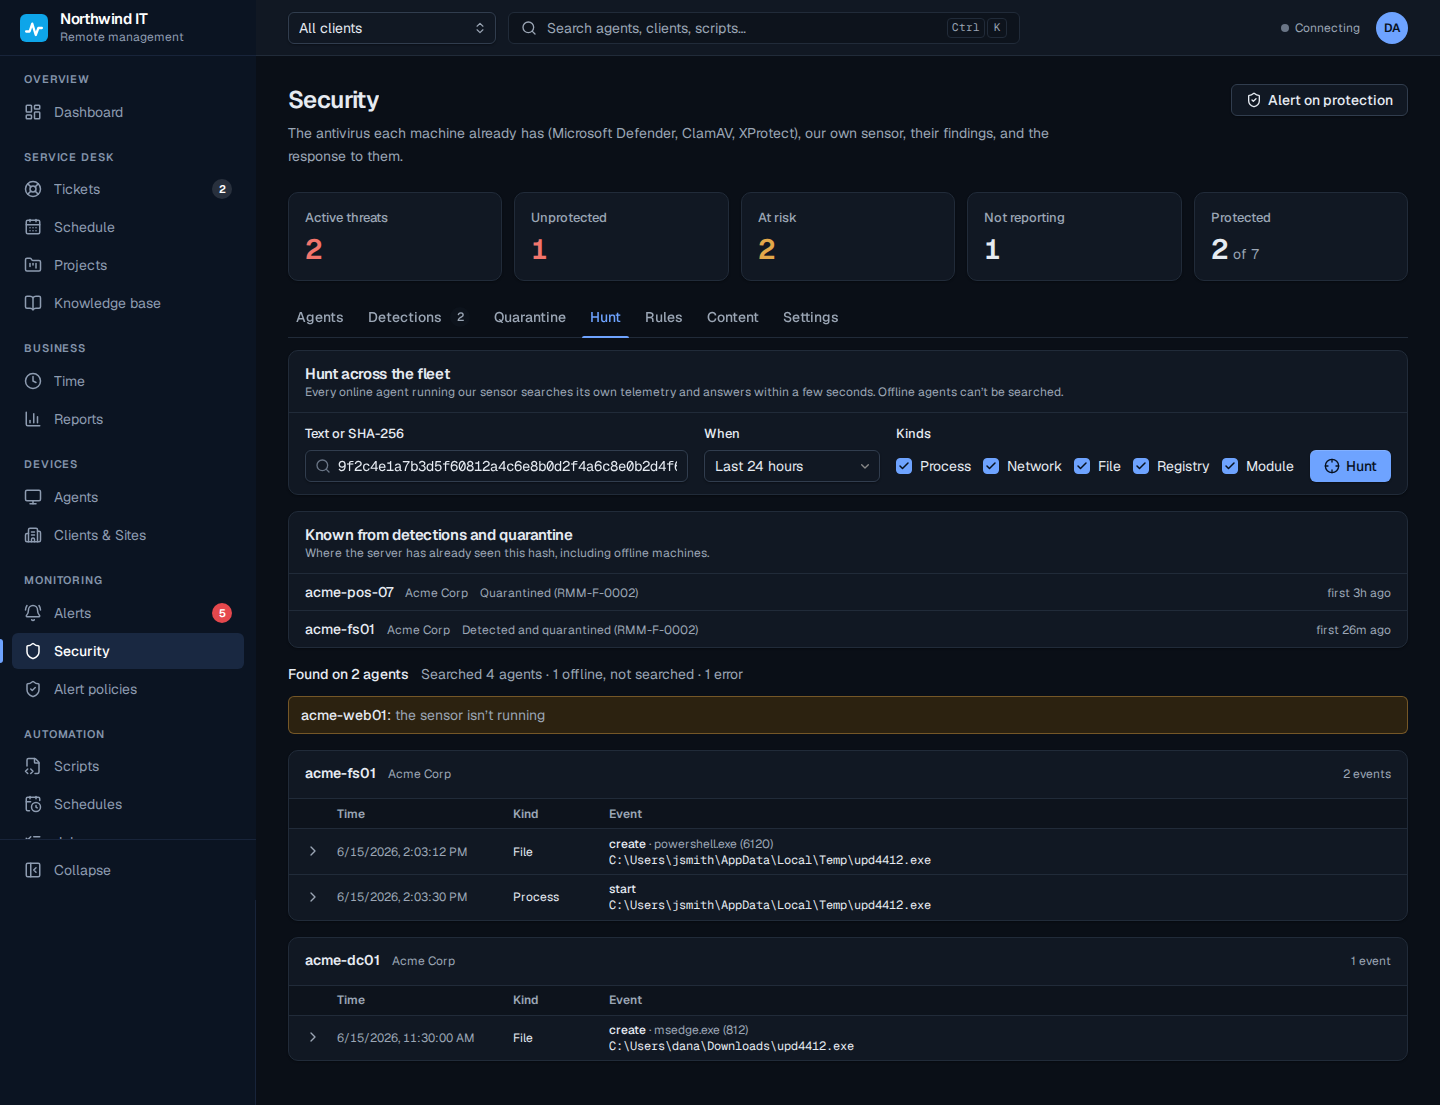 Northwind IT
Remote management
All clients
Search agents, clients, scripts...
Ctrl K
Connecting
DA
OVERVIEW
Dashboard
SERVICE DESK
Tickets 2
Schedule
Projects
Knowledge base
BUSINESS
Time
Reports
DEVICES
Agents
Clients & Sites
MONITORING
Alerts 5
Security
Alert policies
AUTOMATION
Scripts
Schedules
Collapse
Security
Alert on protection
The antivirus each machine already has (Microsoft Defender, ClamAV, XProtect), our own sensor, their findings, and the
response to them.
Active threats
2
Unprotected
1
At risk
2
Not reporting
1
Protected
2 of 7
Agents Detections 2 Quarantine Hunt Rules Content Settings
Hunt across the fleet
Every online agent running our sensor searches its own telemetry and answers within a few seconds. Offline agents can't be searched.
Text or SHA-256 When Kinds
9f2c4e1a7b3d5f60812a4c6e8b0d2f4a6c8e0b2d4f Last 24 hours Process Network File Registry Module Hunt
Known from detections and quarantine
Where the server has already seen this hash, including offline machines.
acme-pos-07 Acme Corp Quarantined (RMM-F-0002) first 3h ago
acme-fs01 Acme Corp Detected and quarantined (RMM-F-0002) first 26m ago
Found on 2 agents Searched 4 agents · 1 offline, not searched · 1 error
acme-web01: the sensor isn't running
acme-fs01 Acme Corp 2 events
Time Kind Event
6/15/2026, 2:03:12 PM File create · powershell.exe (6120)
C:\Users\jsmith\AppData\Local\Temp\upd4412.exe
6/15/2026, 2:03:30 PM Process start
C:\Users\jsmith\AppData\Local\Temp\upd4412.exe
acme-dc01 Acme Corp 1 event
Time Kind Event
6/15/2026, 11:30:00 AM File create · msedge.exe (812)
C:\Users\dana\Downloads\upd4412.exe